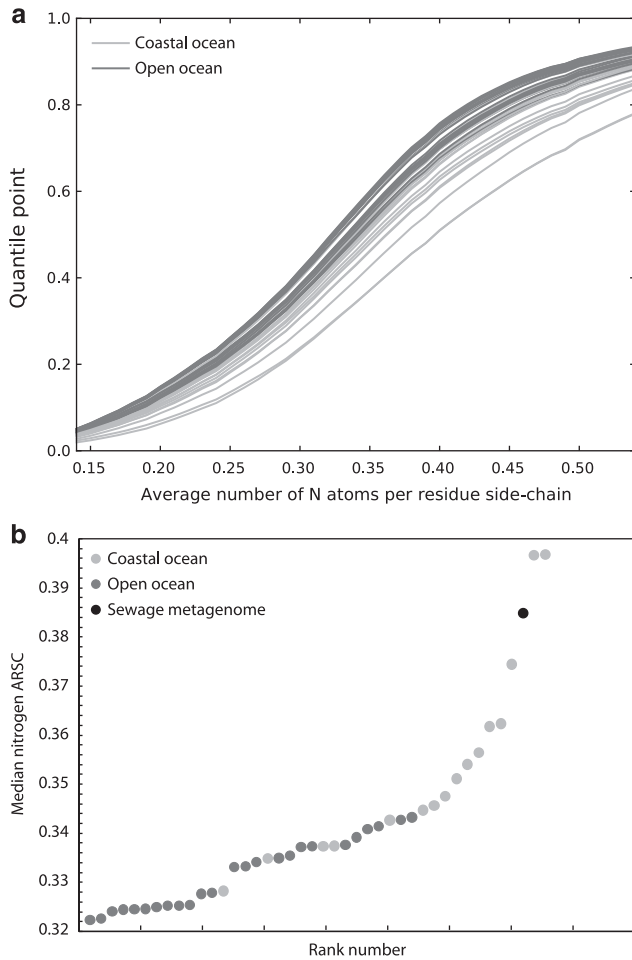 a
1.0
0.8
0.6
0.4
0.2
0.0
Quantile point
Coastal ocean
Open ocean
0.15 0.20 0.25 0.30 0.35 0.40 0.45 0.50
Average number of N atoms per residue side-chain
b
0.4
0.39
0.38
0.37
0.36
0.35
0.34
0.33
0.32
Median nitrogen ARSC
Coastal ocean
Open ocean
Sewage metagenome
Rank number